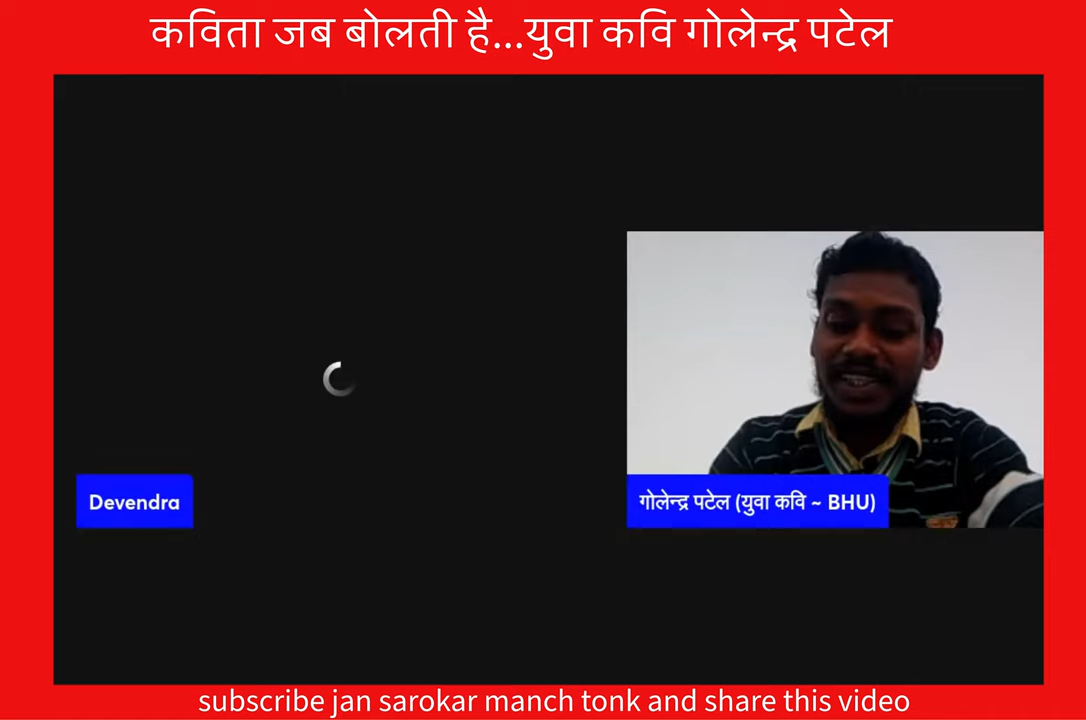 कविता जब बोलती है...युवा कवि गोलेन्द्र पटेल
Devendra
गोलेन्द्र पटेल (युवा कवि ~ BHU)
subscribe jan sarokar manch tonk and share this video